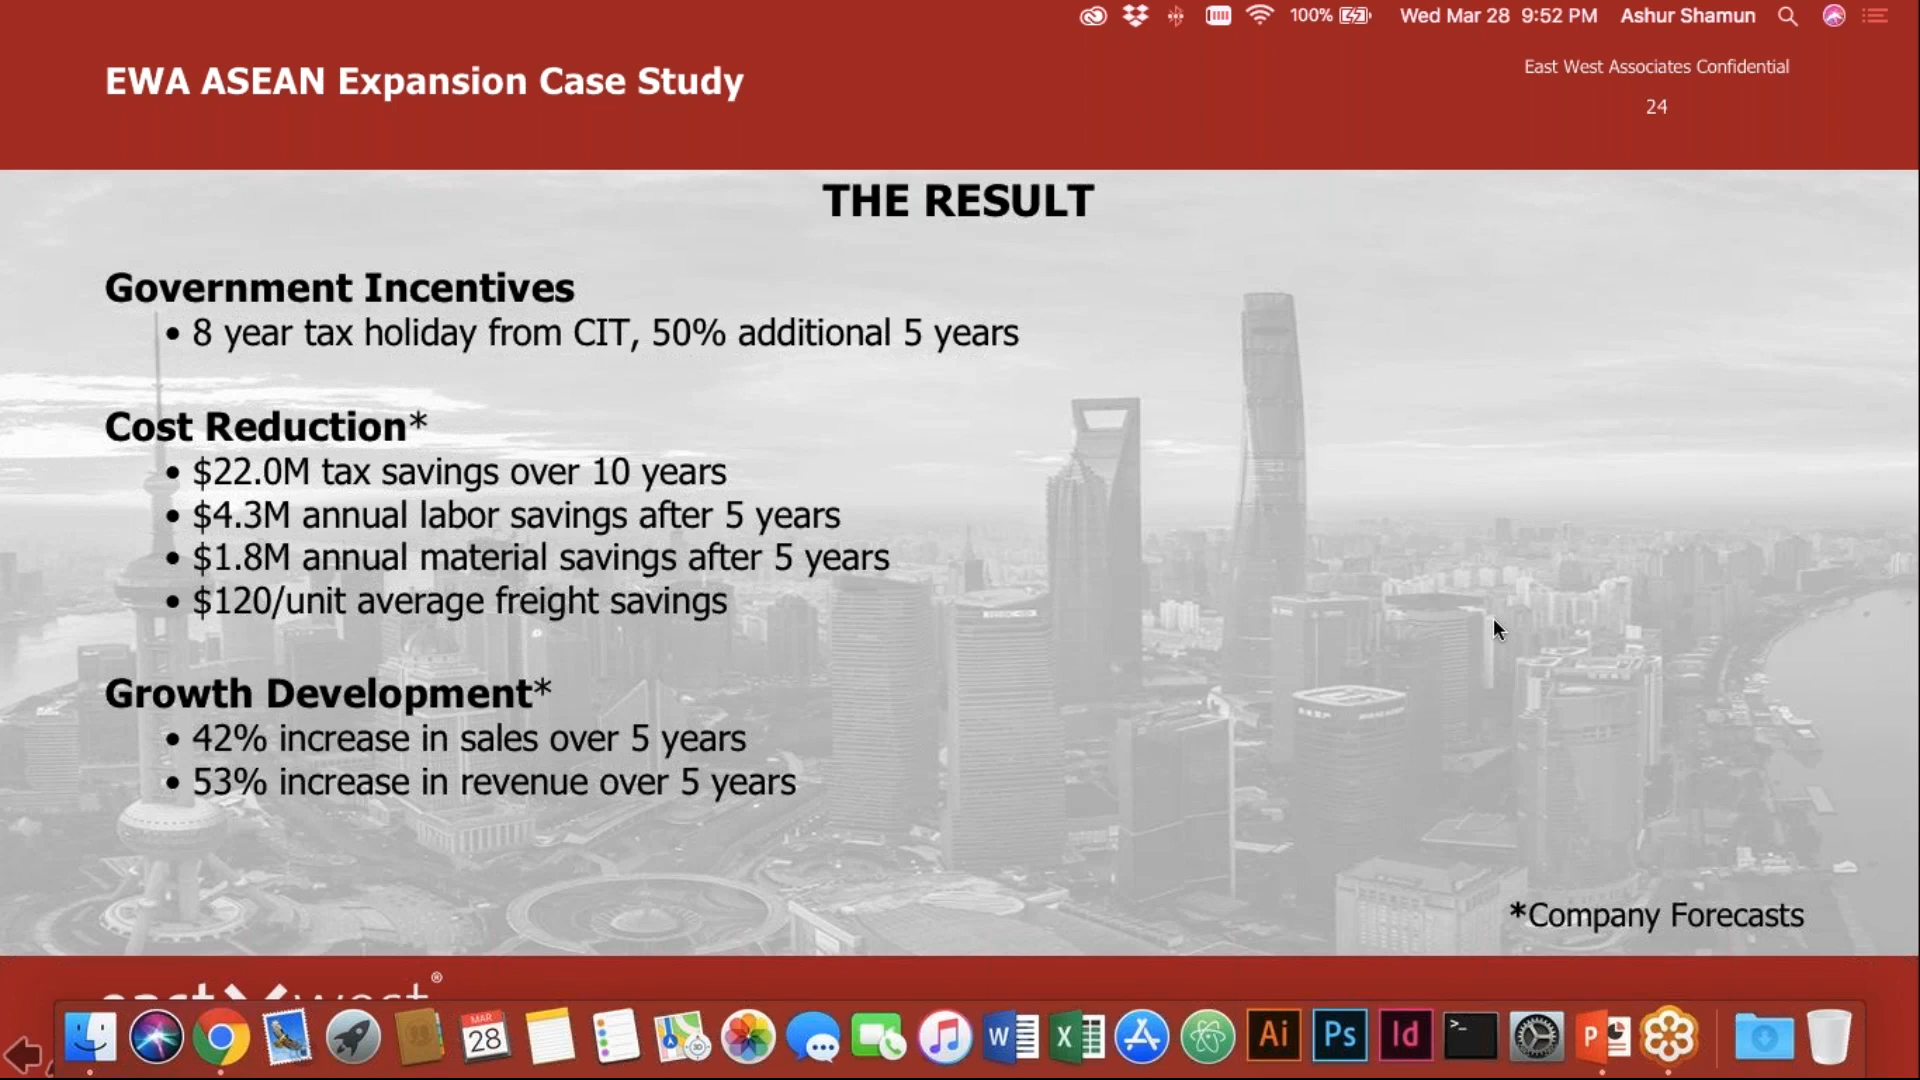 100% Wed Mar 28 9:52 PM Ashur Shamun
EWA ASEAN Expansion Case Study
East West Associates Confidential
24
THE RESULT
Government Incentives
• 8 year tax holiday from CIT, 50% additional 5 years
Cost Reduction*
• $22.0M tax savings over 10 years
• $4.3M annual labor savings after 5 years
• $1.8M annual material savings after 5 years
• $120/unit average freight savings
Growth Development*
• 42% increase in sales over 5 years
• 53% increase in revenue over 5 years
*Company Forecasts
east west®
MAR
28
3D
W
X
Ai
Ps
Id
>_
P